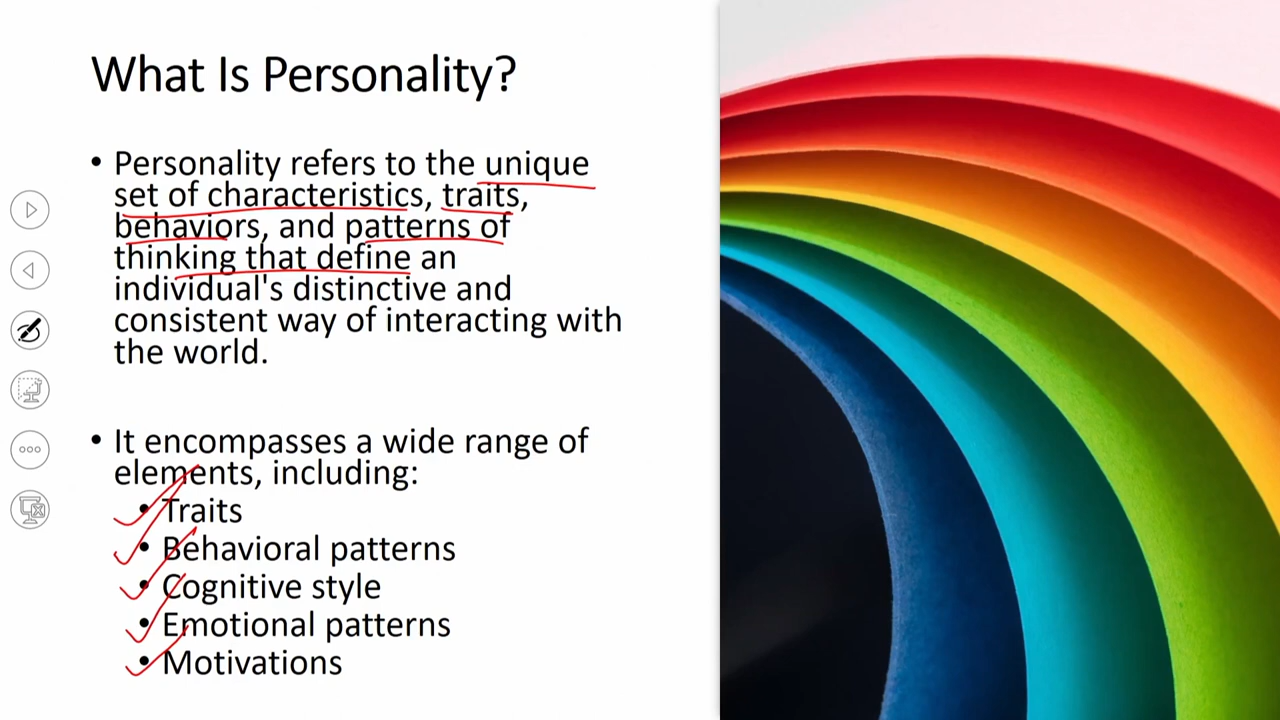 What Is Personality?
• Personality refers to the unique
set of characteristics, traits,
behaviors, and patterns of
thinking that define an
individual's distinctive and
consistent way of interacting with
the world.
• It encompasses a wide range of
elements, including:
• Traits
• Behavioral patterns
• Cognitive style
• Emotional patterns
• Motivations